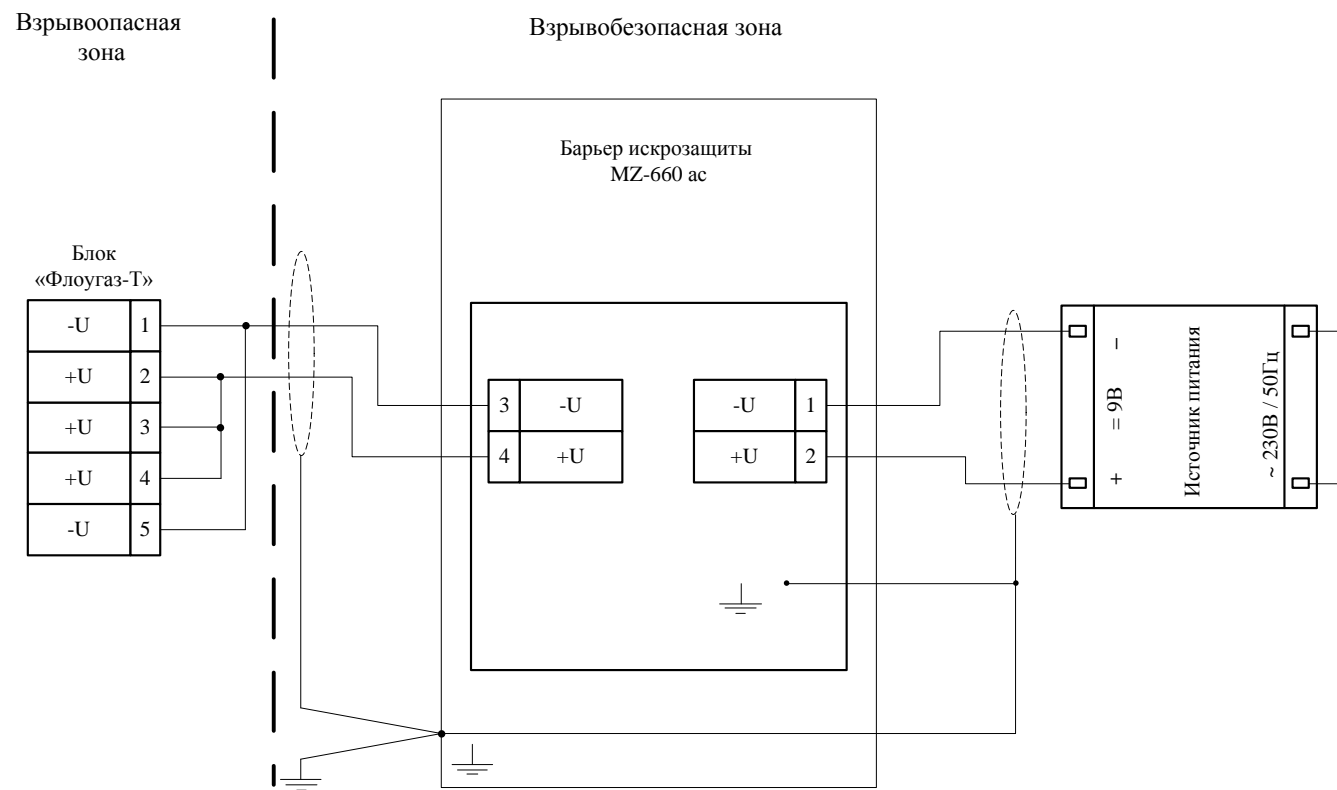 Взрывоопасная
зона
Взрывобезопасная зона
Барьер искрозащиты
MZ-660 ac
Блок
«Флоугаз-Т»
-U 1
+U 2
+U 3
+U 4
-U 5
3 -U
4 +U
-U 1
+U 2
+ = 9В –
Источник питания
~ 230В / 50Гц